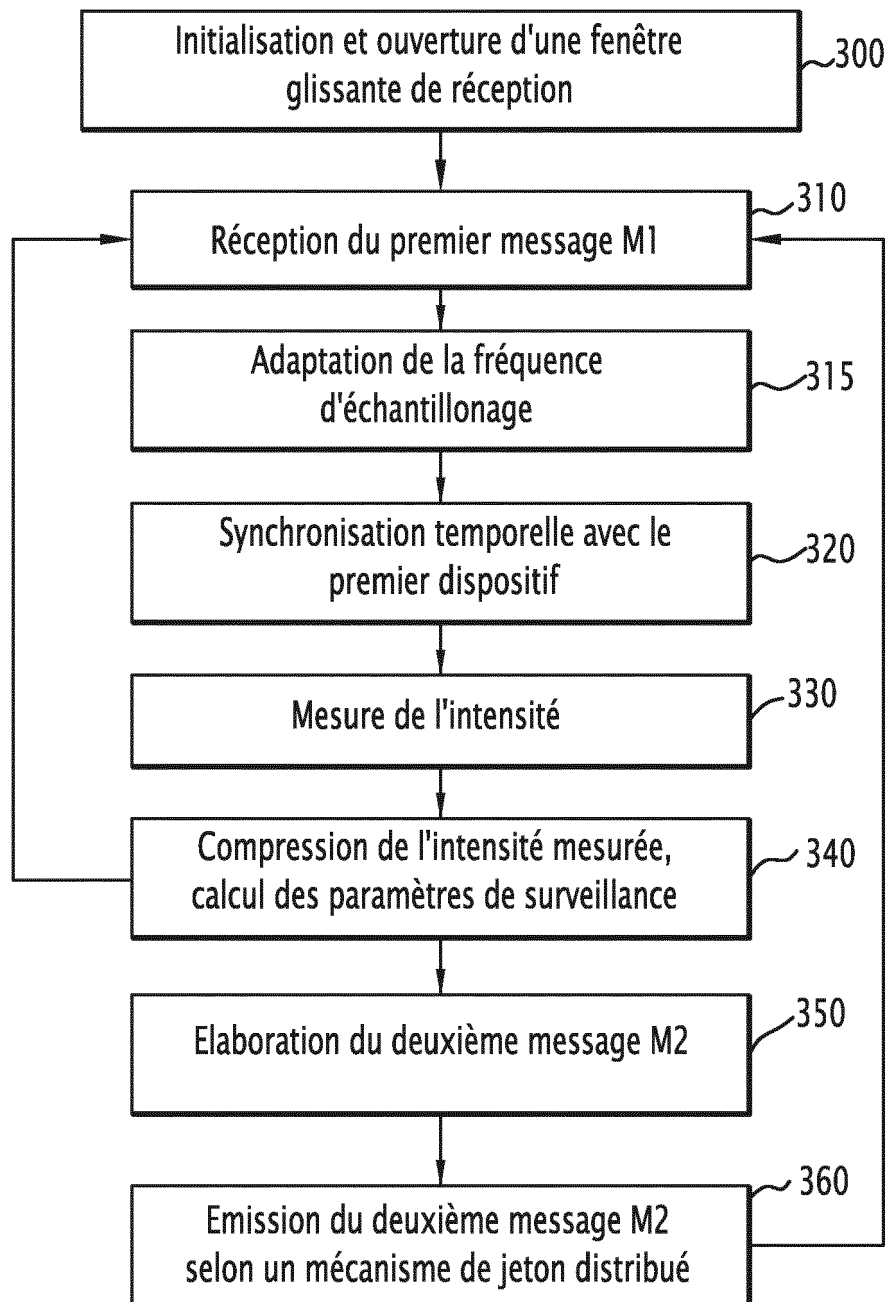 Initialisation et ouverture d'une fenêtre
glissante de réception
300
310
Réception du premier message M1
Adaptation de la fréquence
d'échantillonage
315
Synchronisation temporelle avec le
premier dispositif
320
Mesure de l'intensité
330
Compression de l'intensité mesurée,
calcul des paramètres de surveillance
340
Elaboration du deuxième message M2
350
360
Emission du deuxième message M2
selon un mécanisme de jeton distribué